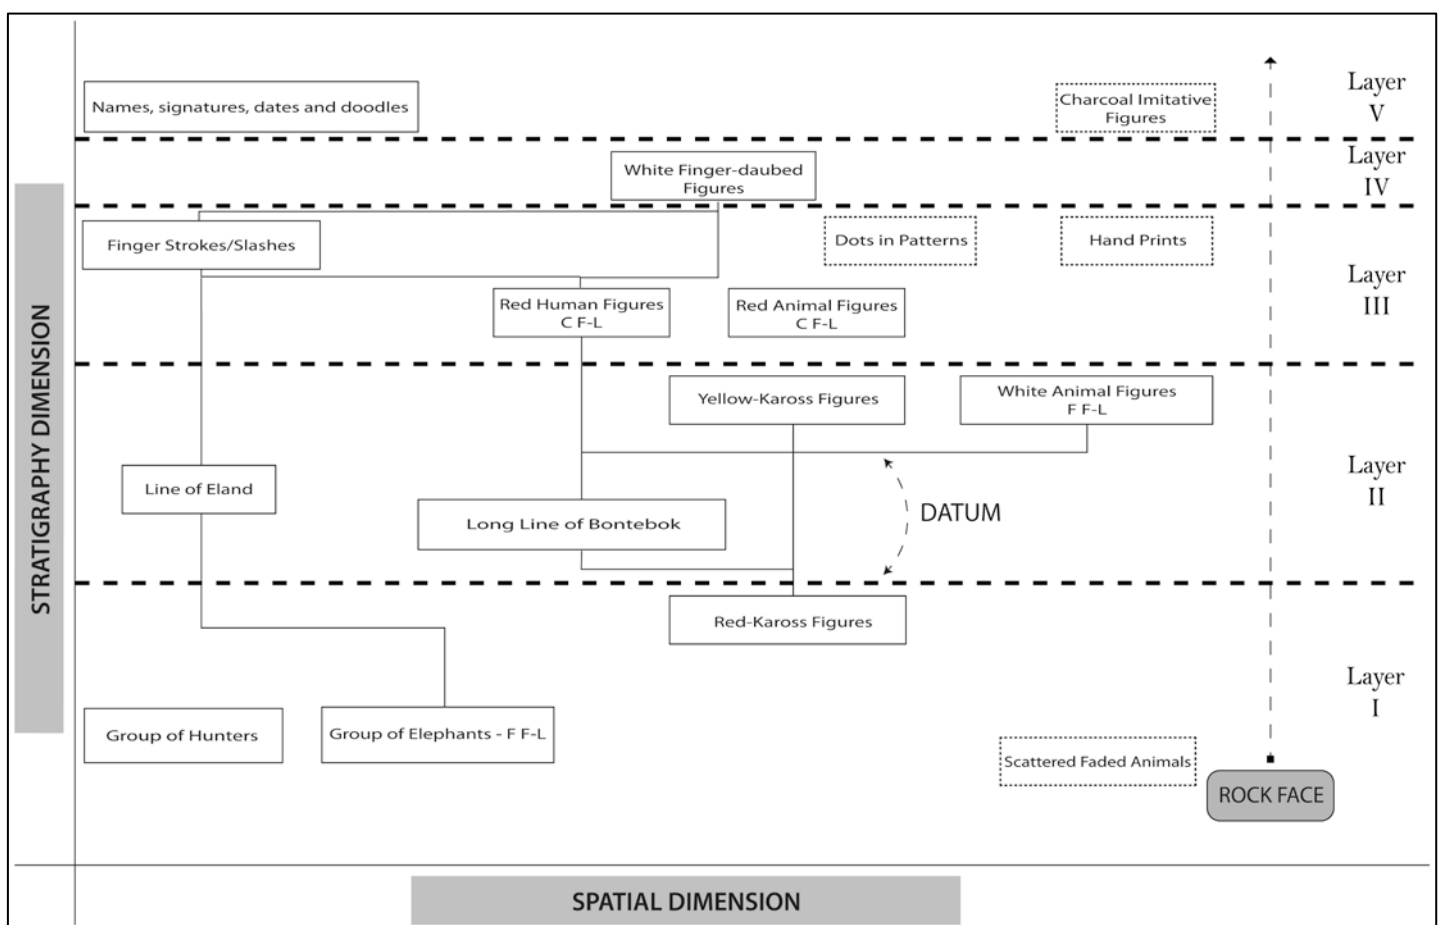 Names, signatures, dates and doodles
Charcoal Imitative
Figures
Layer
V
White Finger-daubed
Figures
Layer
IV
Finger Strokes/Slashes
Dots in Patterns
Hand Prints
Red Human Figures
C F-L
Red Animal Figures
C F-L
Layer
III
Yellow-Kaross Figures
White Animal Figures
F F-L
Line of Eland
Long Line of Bontebok
DATUM
Layer
II
Red-Kaross Figures
Group of Hunters
Group of Elephants - F F-L
Scattered Faded Animals
Layer
I
ROCK FACE
STRATIGRAPHY DIMENSION
SPATIAL DIMENSION